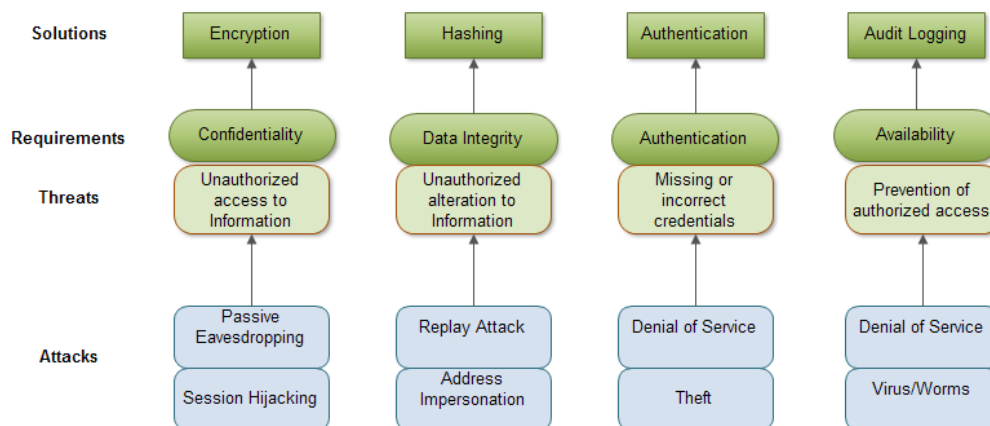 Solutions
Encryption
Hashing
Authentication
Audit Logging
Requirements
Confidentiality
Data Integrity
Authentication
Availability
Threats
Unauthorized
access to
Information
Unauthorized
alteration to
Information
Missing or
incorrect
credentials
Prevention of
authorized access
Attacks
Passive
Eavesdropping
Replay Attack
Denial of Service
Denial of Service
Session Hijacking
Address
Impersonation
Theft
Virus/Worms